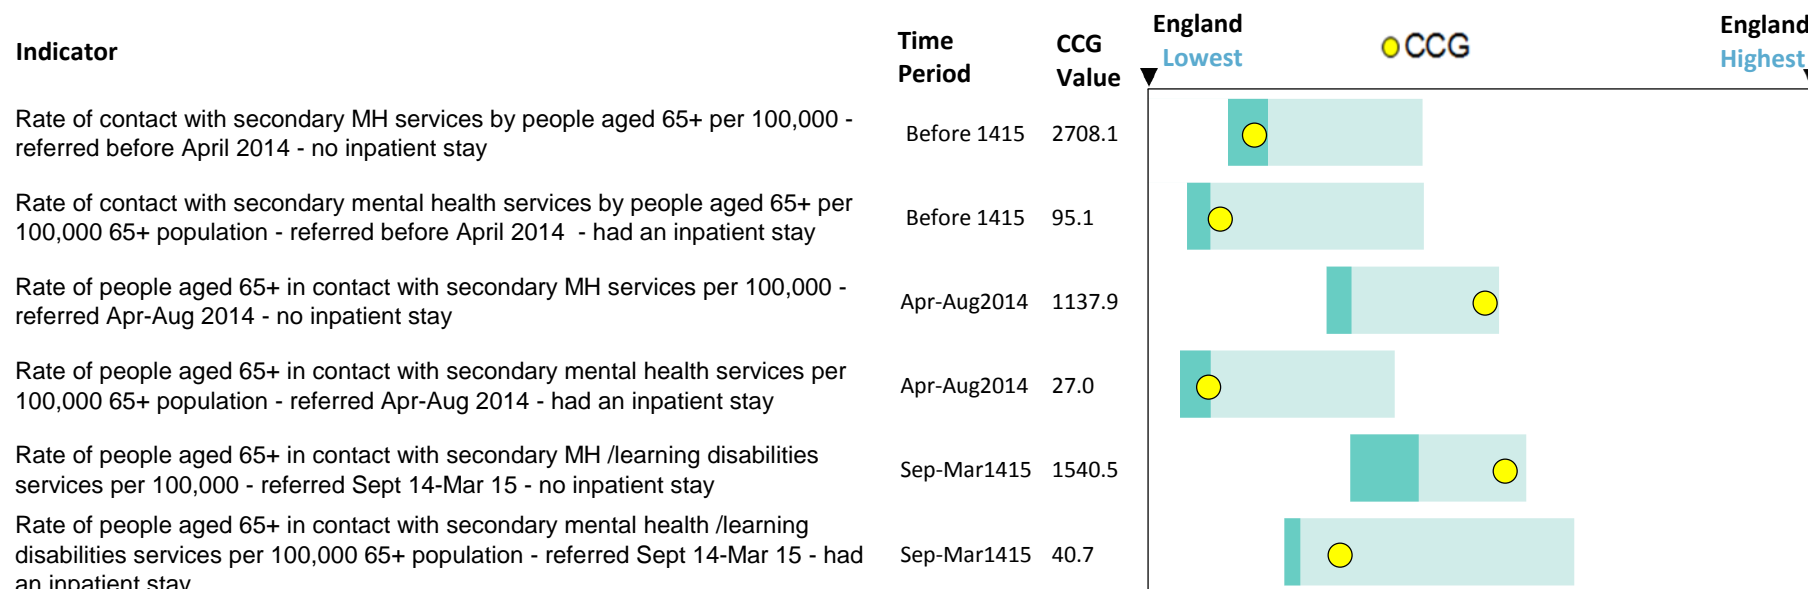 Indicator
Time
Period
CCG
Value
England
Lowest
CCG
England
Highest
Rate of contact with secondary MH services by people aged 65+ per 100,000 -
referred before April 2014 - no inpatient stay
Before 1415
2708.1
Rate of contact with secondary mental health services by people aged 65+ per
100,000 65+ population - referred before April 2014  - had an inpatient stay
Before 1415
95.1
Rate of people aged 65+ in contact with secondary MH services per 100,000 -
referred Apr-Aug 2014 - no inpatient stay
Apr-Aug2014
1137.9
Rate of people aged 65+ in contact with secondary mental health services per
100,000 65+ population - referred Apr-Aug 2014 - had an inpatient stay
Apr-Aug2014
27.0
Rate of people aged 65+ in contact with secondary MH /learning disabilities
services per 100,000 - referred Sept 14-Mar 15 - no inpatient stay
Sep-Mar1415
1540.5
Rate of people aged 65+ in contact with secondary mental health /learning
disabilities services per 100,000 65+ population - referred Sept 14-Mar 15 - had
an inpatient stay
Sep-Mar1415
40.7